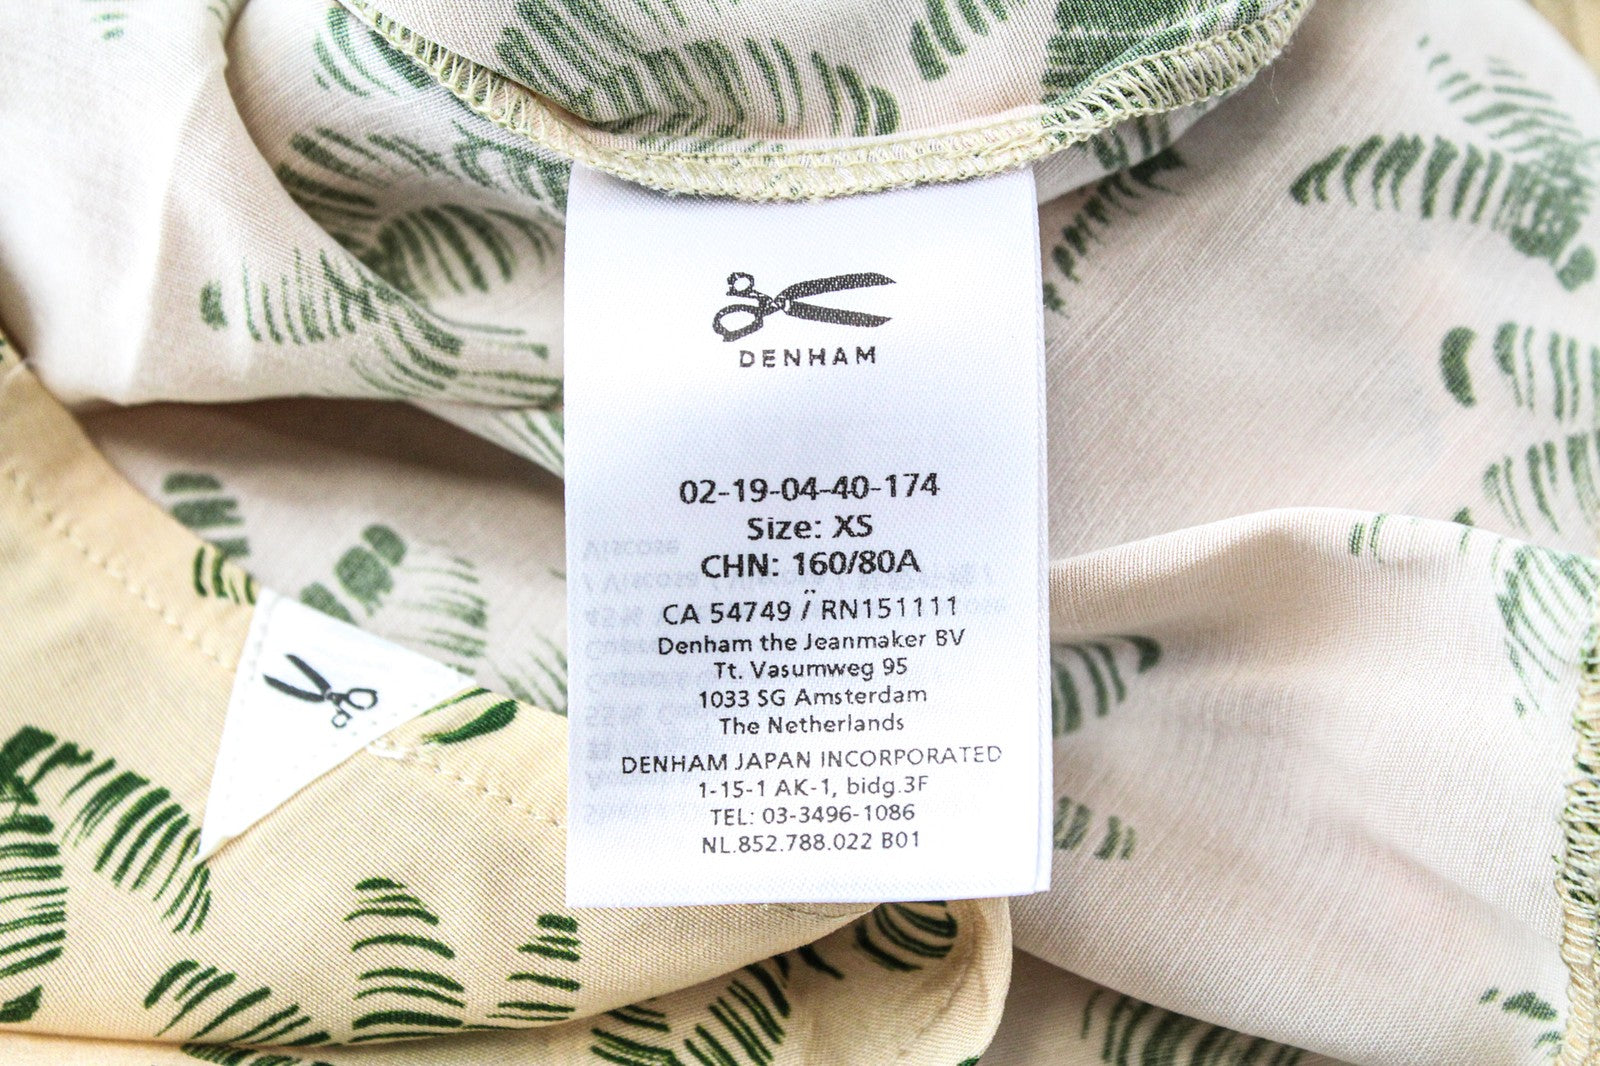 DENHAM
02-19-04-40-174
Size: XS
CHN: 160/80A
CA 54749 / RN151111
Denham the Jeanmaker BV
Tt. Vasumweg 95
1033 SG Amsterdam
The Netherlands
DENHAM JAPAN INCORPORATED
1-15-1 AK-1, bidg.3F
TEL: 03-3496-1086
NL.852.788.022 B01